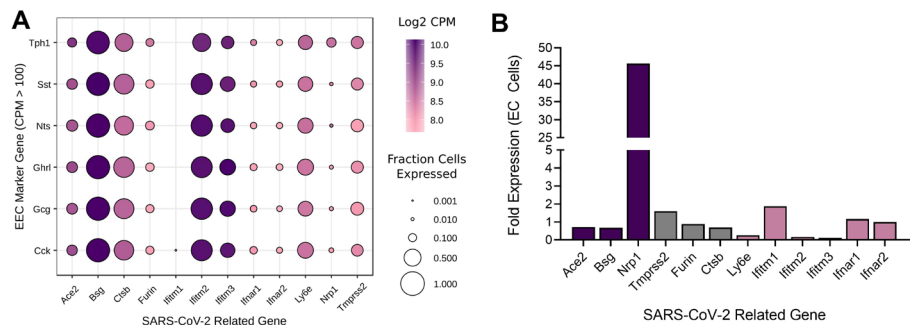 A
EEC Marker Gene (CPM > 100)
Tph1
Sst
Nts
Ghrl
Gcg
Cck
Ace2
Bsg
Ctsb
Furin
Ifitm1
Ifitm2
Ifitm3
Ifnar1
Ifnar2
Ly6e
Nrp1
Tmprss2
SARS-CoV-2 Related Gene
Log2 CPM
10.0
9.5
9.0
8.5
8.0
Fraction Cells
Expressed
0.001
0.010
0.100
0.500
1.000
B
Fold Expression (EC Cells)
50
45
40
35
30
25
5
4
3
2
1
0
Ace2
Bsg
Nrp1
Tmprss2
Furin
Ctsb
Ly6e
Ifitm1
Ifitm2
Ifitm3
Ifnar1
Ifnar2
SARS-CoV-2 Related Gene